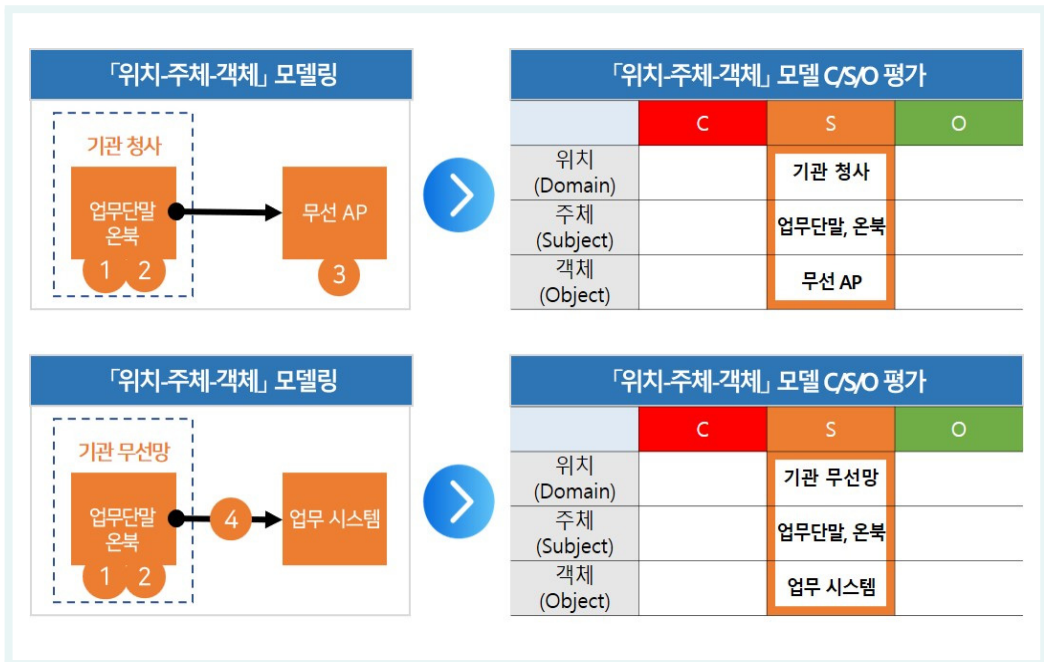 「위치-주체-객체」 모델링
기관 청사
업무단말
온북
1 2
무선 AP
3
「위치-주체-객체」 모델 C/S/O 평가
C S O
위치
(Domain)
기관 청사
주체
(Subject)
업무단말, 온북
객체
(Object)
무선 AP
「위치-주체-객체」 모델링
기관 무선망
업무단말
온북
1 2
4
업무 시스템
「위치-주체-객체」 모델 C/S/O 평가
C S O
위치
(Domain)
기관 무선망
주체
(Subject)
업무단말, 온북
객체
(Object)
업무 시스템